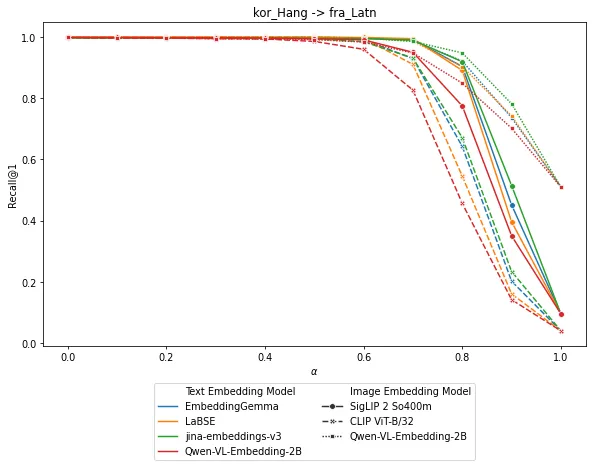 kor_Hang -> fra_Latn
Recall@1
1.0
0.8
0.6
0.4
0.2
0.0
0.0 0.2 0.4 0.6 0.8 1.0
α
Text Embedding Model Image Embedding Model
EmbeddingGemma SigLIP 2 So400m
LaBSE CLIP ViT-B/32
jina-embeddings-v3 Qwen-VL-Embedding-2B
Qwen-VL-Embedding-2B